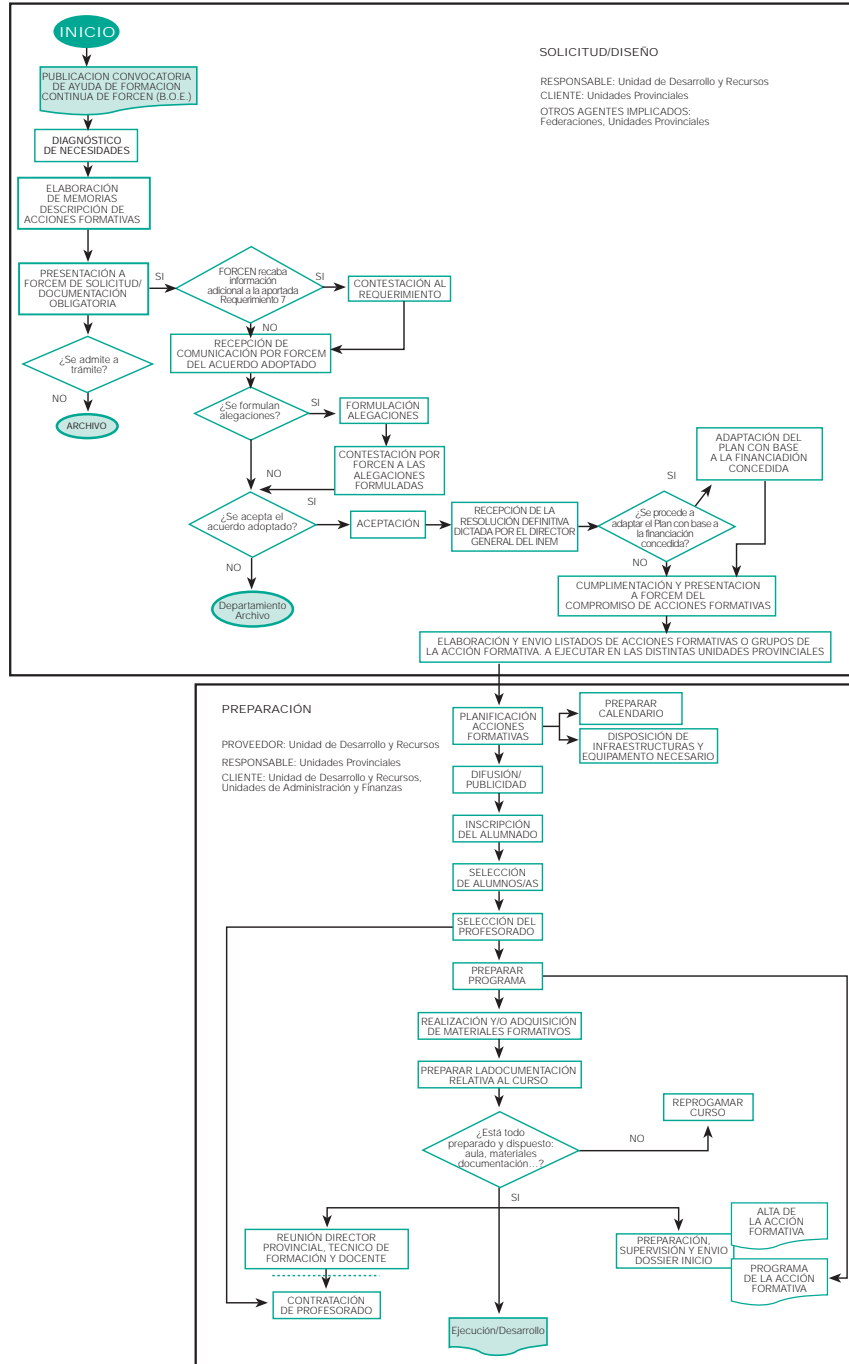 INICIO
SOLICITUD/DISEÑO
RESPONSABLE: Unidad de Desarrollo y Recursos
CLIENTE: Unidades Provinciales
OTROS AGENTES IMPLICADOS:
Federaciones, Unidades Provinciales
PUBLICACION CONVOCATORIA
DE AYUDA DE FORMACION
CONTINUA DE FORCEN (B.O.E.)
DIAGNÓSTICO
DE NECESIDADES
ELABORACIÓN
DE MEMORIAS
DESCRIPCIÓN DE
ACCIONES FORMATIVAS
PRESENTACIÓN A
FORCEM DE SOLICITUD/
DOCUMENTACIÓN
OBLIGATORIA
SI
FORCEN recaba
información
adicional a la aportada
Requerimiento 7
SI
CONTESTACIÓN AL
REQUERIMIENTO
NO
RECEPCIÓN DE
COMUNICACIÓN POR FORCEM
DEL ACUERDO ADOPTADO
¿Se admite a
trámite?
NO
ARCHIVO
¿Se formulan
alegaciones?
SI
FORMULACIÓN
ALEGACIONES
CONTESTACIÓN POR
FORCEN A LAS
ALEGACIONES
FORMULADAS
NO
¿Se acepta el
acuerdo adoptado?
SI
ACEPTACIÓN
RECEPCIÓN DE LA
RESOLUCIÓN DEFINITIVA
DICTADA POR EL DIRECTOR
GENERAL DEL INEM
¿Se procede a
adaptar el Plan con base a
la financiación
concedida?
SI
ADAPTACIÓN DEL
PLAN CON BASE
A LA FINANCIADIÓN
CONCEDIDA
NO
NO
Departamiento
Archivo
CUMPLIMENTACIÓN Y PRESENTACION
A FORCEM DEL
COMPROMISO DE ACCIONES FORMATIVAS
ELABORACIÓN Y ENVIO LISTADOS DE ACCIONES FORMATIVAS O GRUPOS DE
LA ACCIÓN FORMATIVA. A EJECUTAR EN LAS DISTINTAS UNIDADES PROVINCIALES
PREPARACIÓN
PROVEEDOR: Unidad de Desarrollo y Recursos
RESPONSABLE: Unidades Provinciales
CLIENTE: Unidad de Desarrollo y Recursos,
Unidades de Administración y Finanzas
PLANIFICACIÓN
ACCIONES
FORMATIVAS
PREPARAR
CALENDARIO
DISPOSICIÓN DE
INFRAESTRUCTURAS Y
EQUIPAMENTO NECESARIO
DIFUSIÓN/
PUBLICIDAD
INSCRIPCIÓN
DEL ALUMNADO
SELECCIÓN
DE ALUMNOS/AS
SELECCIÓN DEL
PROFESORADO
PREPARAR
PROGRAMA
REALIZACIÓN Y/O ADQUISICIÓN
DE MATERIALES FORMATIVOS
PREPARAR LADOCUMENTACIÓN
RELATIVA AL CURSO
¿Está todo
preparado y dispuesto:
aula, materiales
documentación...?
NO
REPROGAMAR
CURSO
SI
REUNIÓN DIRECTOR
PROVINCIAL, TECNICO DE
FORMACIÓN Y DOCENTE
CONTRATACIÓN
DE PROFESORADO
PREPARACIÓN,
SUPERVISIÓN Y ENVIO
DOSSIER INICIO
ALTA DE
LA ACCIÓN
FORMATIVA
PROGRAMA
DE LA ACCIÓN
FORMATIVA
Ejecución/Desarrollo